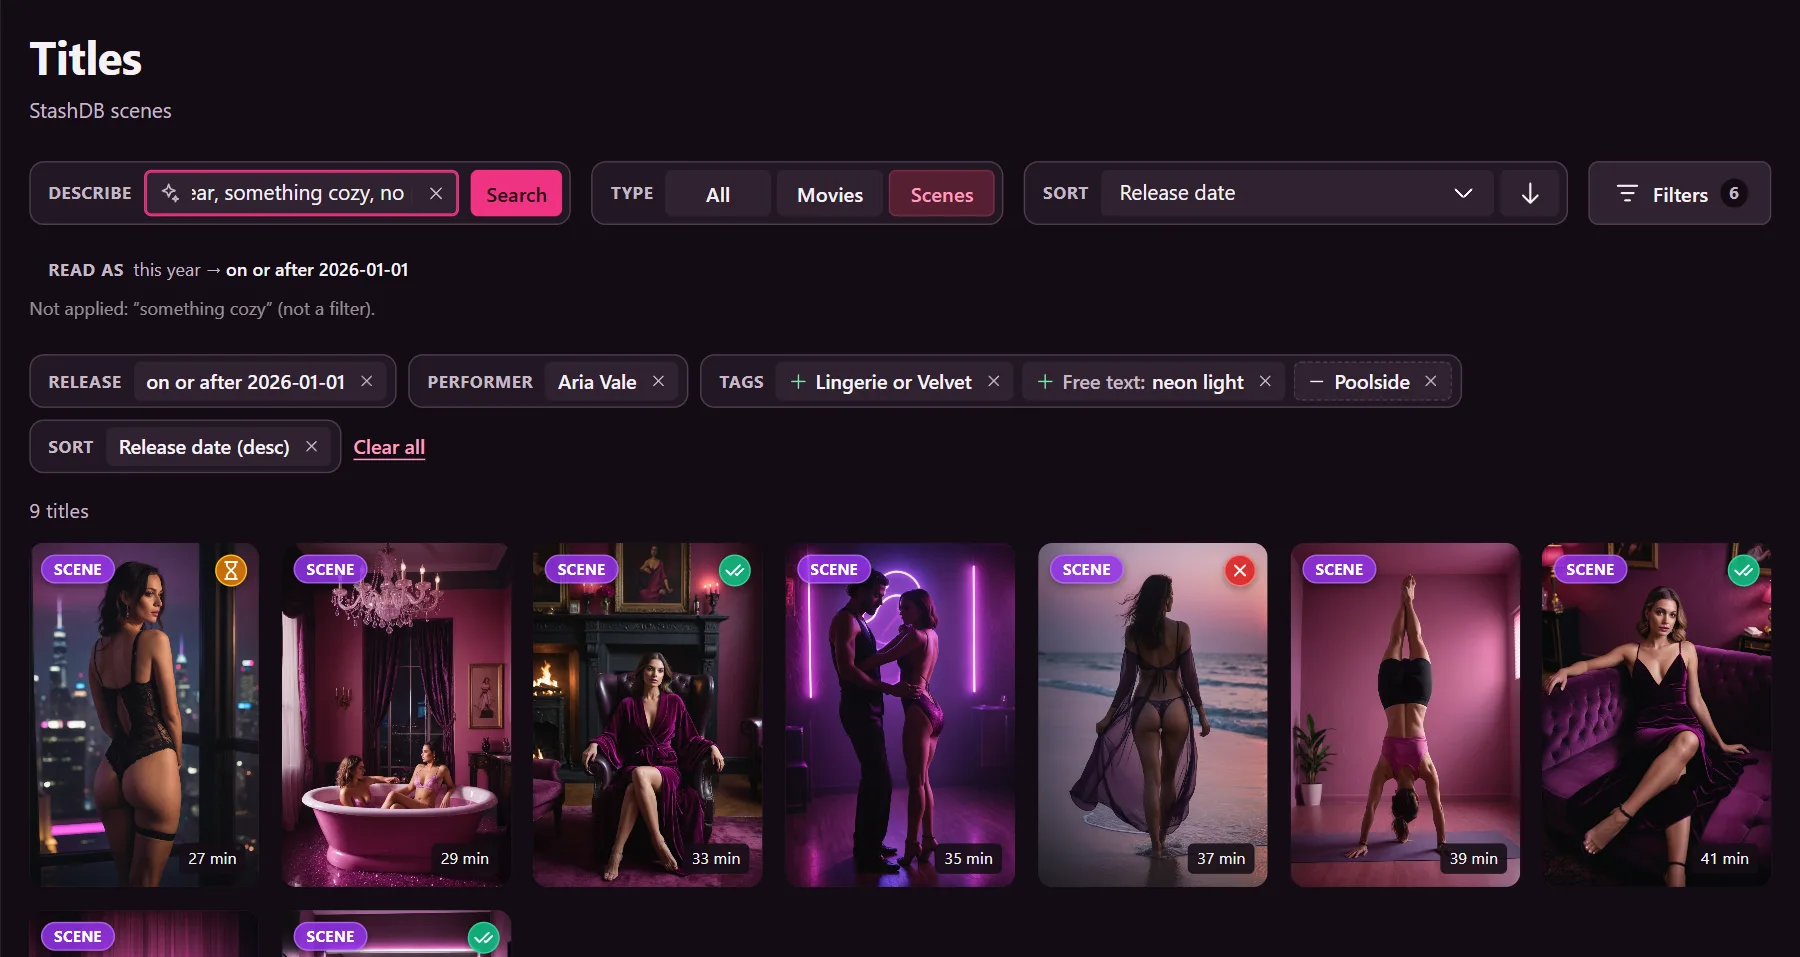 Titles
StashDB scenes
DESCRIBE ear, something cozy, no Search TYPE All Movies Scenes SORT Release date Filters 6
READ AS this year → on or after 2026-01-01
Not applied: "something cozy" (not a filter).
RELEASE on or after 2026-01-01 × PERFORMER Aria Vale × TAGS + Lingerie or Velvet × + Free text: neon light × − Poolside ×
SORT Release date (desc) × Clear all
9 titles
SCENE SCENE SCENE SCENE SCENE SCENE SCENE
27 min 29 min 33 min 35 min 37 min 39 min 41 min
SCENE SCENE